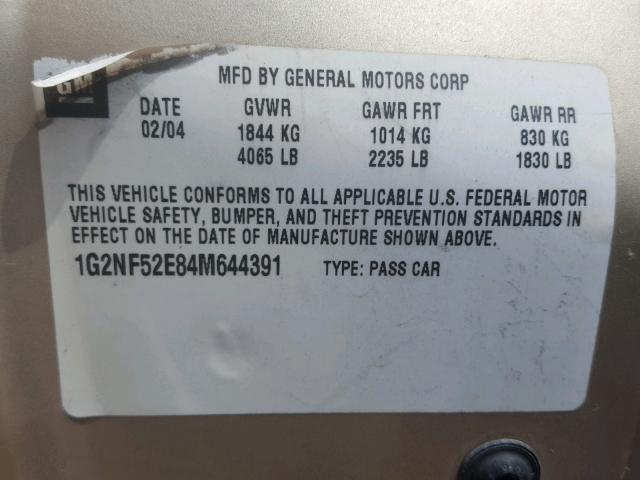 GM
MFD BY GENERAL MOTORS CORP
DATE GVWR GAWR FRT GAWR RR
02/04 1844 KG 1014 KG 830 KG
4065 LB 2235 LB 1830 LB
THIS VEHICLE CONFORMS TO ALL APPLICABLE U.S. FEDERAL MOTOR
VEHICLE SAFETY, BUMPER, AND THEFT PREVENTION STANDARDS IN
EFFECT ON THE DATE OF MANUFACTURE SHOWN ABOVE.
1G2NF52E84M644391 TYPE: PASS CAR